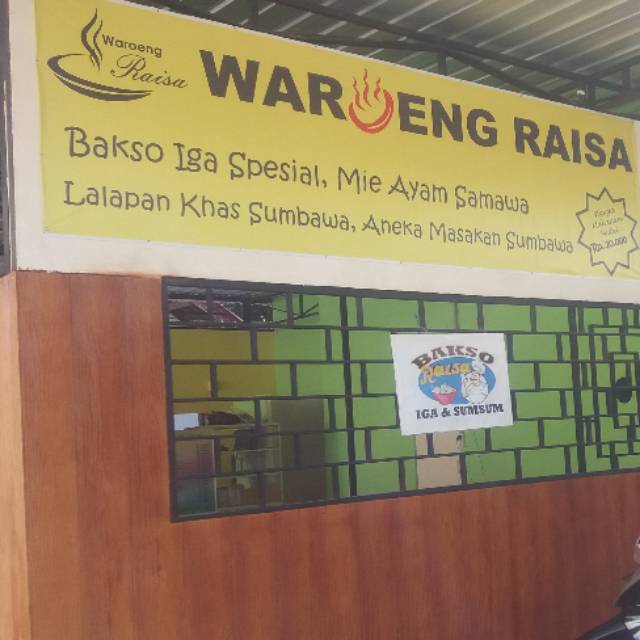 Waroeng
Raisa
WAROENG RAISA
Bakso Iga Spesial, Mie Ayam Samawa
Lalapan Khas Sumbawa, Aneka Masakan Sumbawa
BAKSO
Raisa
IGA & SUMSUM